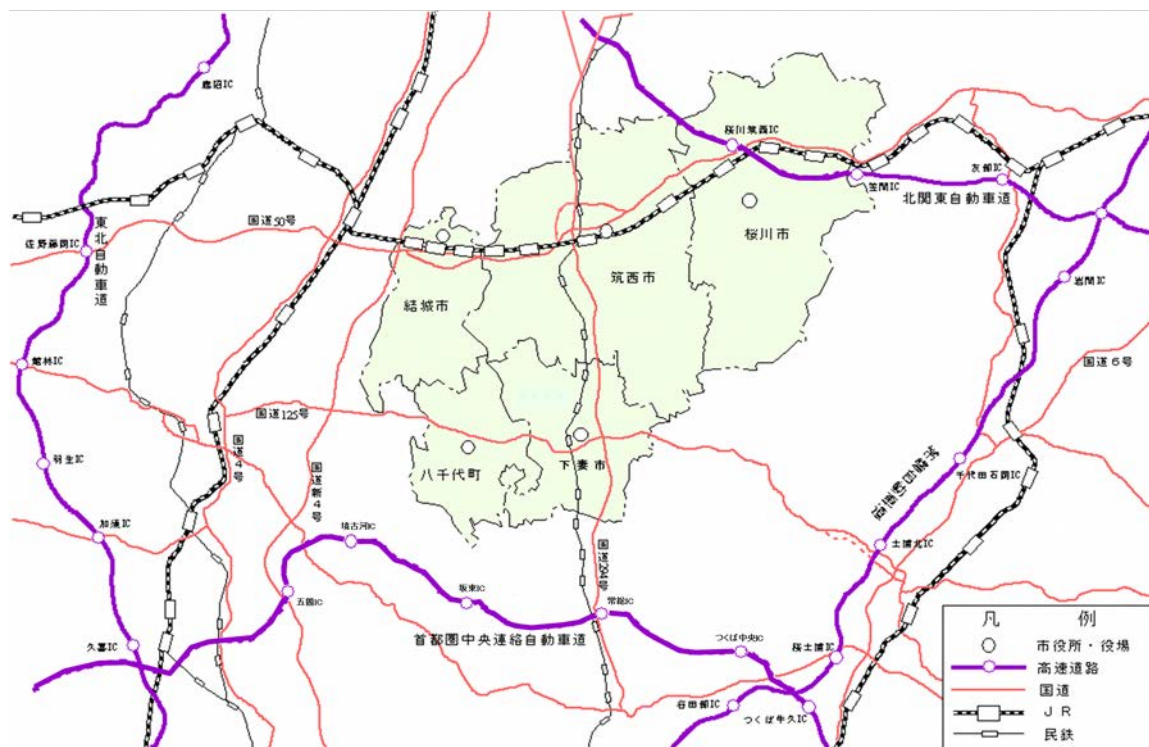 鹿沼IC
桜川筑西IC
友部IC
笠間IC
北関東自動車道
国道50号
佐野藤岡IC
東北自動車道
桜川市
筑西市
結城市
岩間IC
館林IC
国道6号
国道125号
国道4号
国道新4号
八千代町
下妻市
羽生IC
千代田石岡IC
常磐自動車道
加須IC
境古河IC
土浦北IC
国道294号
五霞IC
坂東IC
常総IC
首都圏中央連絡自動車道
久喜IC
つくば中央IC
桜土浦IC
谷田部IC
つくば牛久IC
凡例
市役所・役場
高速道路
国道
JR
民鉄